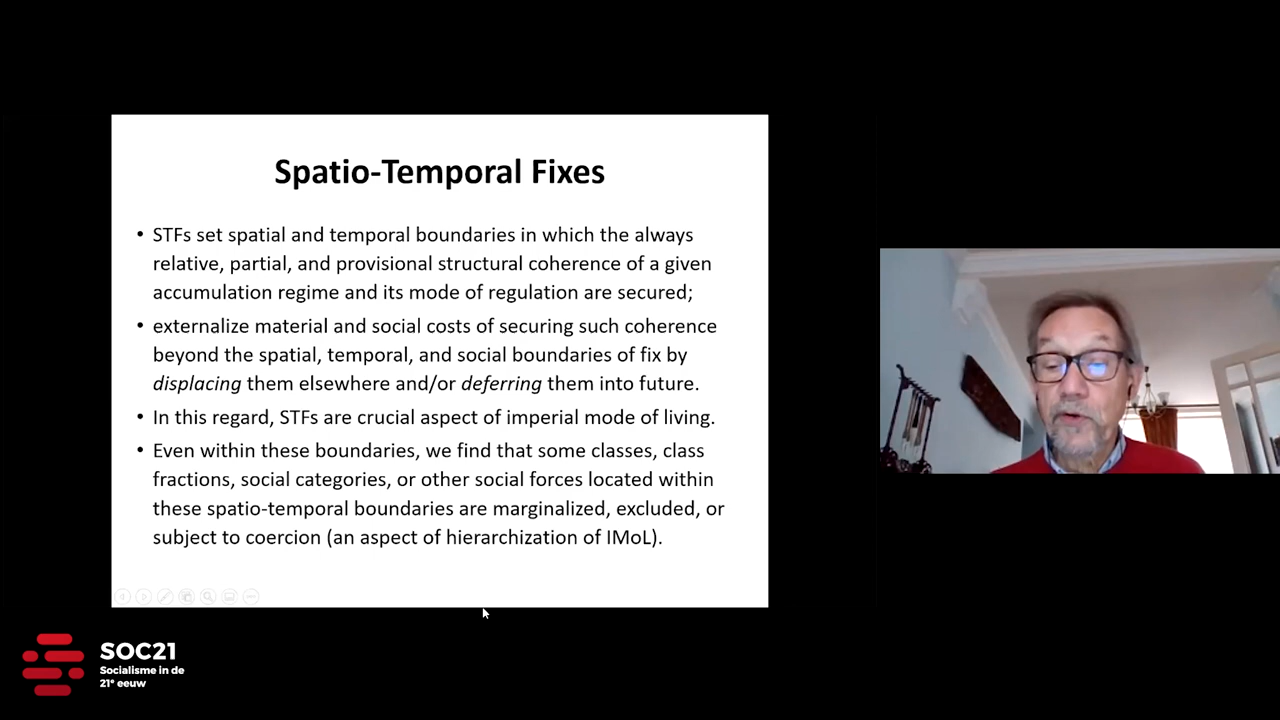 Spatio-Temporal Fixes
• STFs set spatial and temporal boundaries in which the always
relative, partial, and provisional structural coherence of a given
accumulation regime and its mode of regulation are secured;
• externalize material and social costs of securing such coherence
beyond the spatial, temporal, and social boundaries of fix by
displacing them elsewhere and/or deferring them into future.
• In this regard, STFs are crucial aspect of imperial mode of living.
• Even within these boundaries, we find that some classes, class
fractions, social categories, or other social forces located within
these spatio-temporal boundaries are marginalized, excluded, or
subject to coercion (an aspect of hierarchization of IMoL).
SOC21
Socialisme in de
21e eeuw